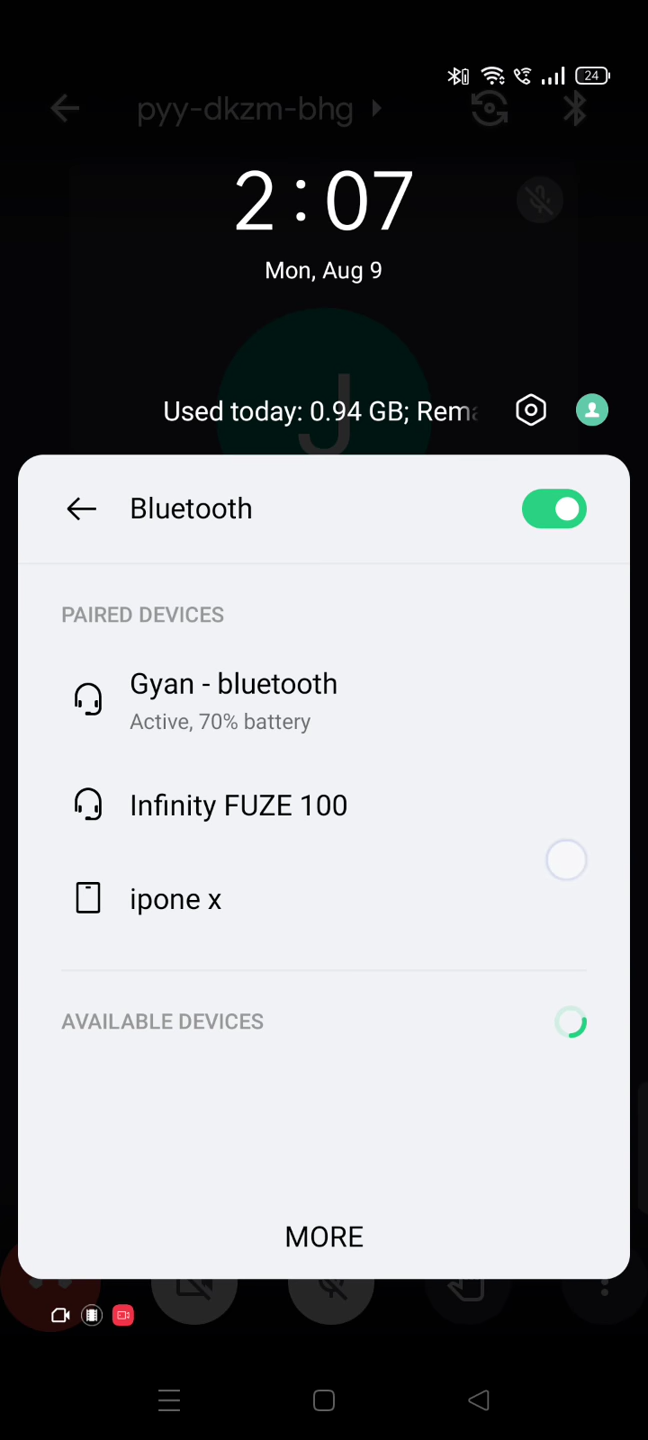 24
pyy-dkzm-bhg
2:07
Mon, Aug 9
J
Used today: 0.94 GB; Rema
Bluetooth
PAIRED DEVICES
Gyan - bluetooth
Active, 70% battery
Infinity FUZE 100
ipone x
AVAILABLE DEVICES
MORE